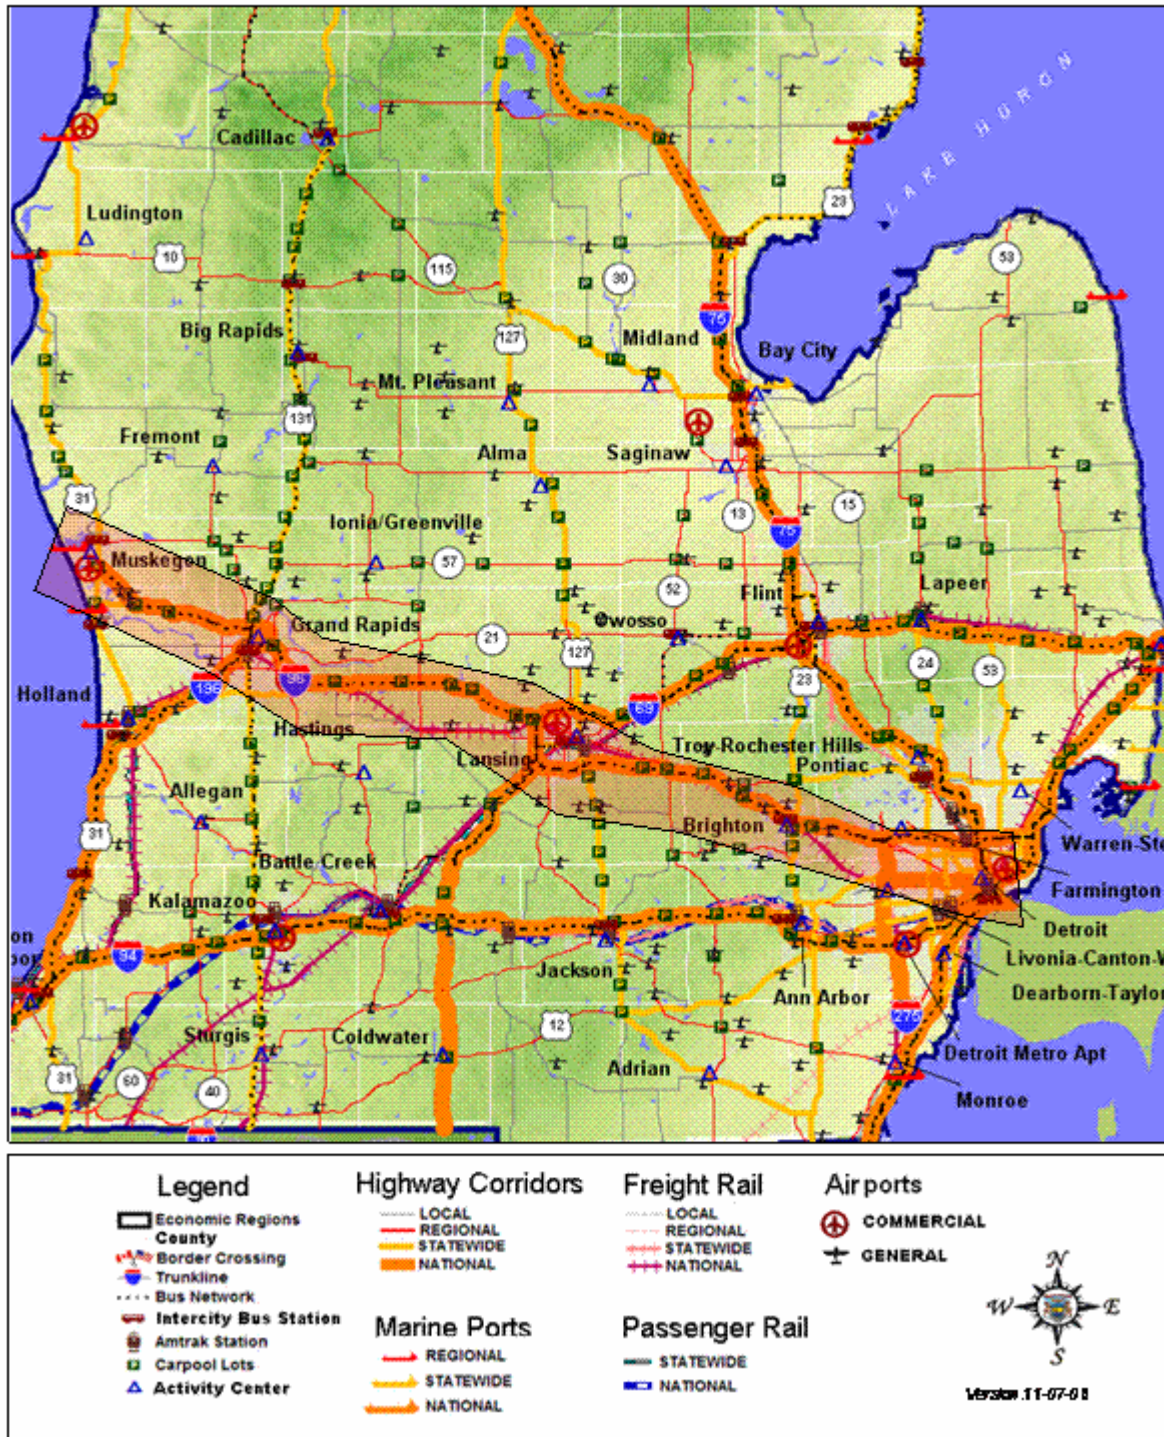 LAKE HURON
Cadillac
29
Ludington
10
115
30
53
75
Big Rapids
127
Midland
Bay City
Mt. Pleasant
131
Fremont
Alma
Saginaw
31
Ionia/Greenville
13
15
75
Muskegon
57
52
Flint
Lapeer
Grand Rapids
21
Owosso
127
24
53
Holland
196
96
69
23
Hastings
Lansing
Troy-Rochester Hills-
Pontiac
Allegan
31
Brighton
Warren-Ste
Battle Creek
Farmington
Kalamazoo
Detroit
on
94
Jackson
Livonia-Canton-W
Ann Arbor
Dearborn-Taylor
275
Sturgis
Coldwater
12
Detroit Metro Apt
Adrian
31
60
40
Monroe
Legend
Economic Regions
County
Border Crossing
Trunkline
Bus Network
Intercity Bus Station
Amtrak Station
Carpool Lots
Activity Center
Highway Corridors
LOCAL
REGIONAL
STATEWIDE
NATIONAL
Marine Ports
REGIONAL
STATEWIDE
NATIONAL
Freight Rail
LOCAL
REGIONAL
STATEWIDE
NATIONAL
Passenger Rail
STATEWIDE
NATIONAL
Airports
COMMERCIAL
GENERAL
N
W E
S